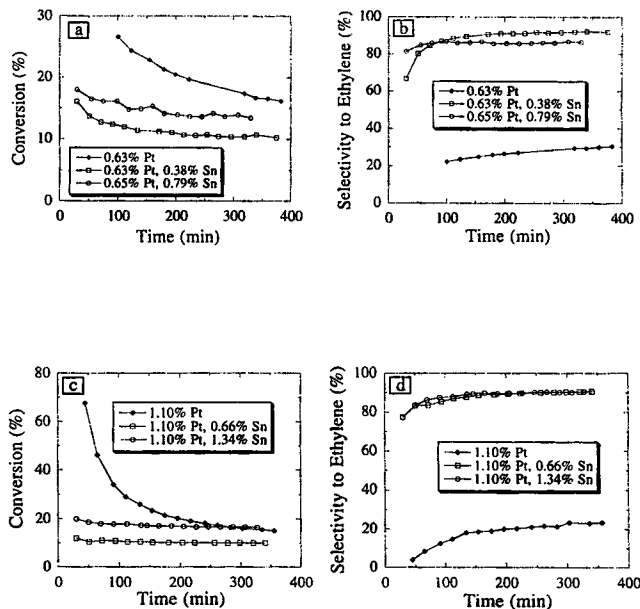 a
Conversion (%)
30
20
10
0
0.63% Pt
0.63% Pt, 0.38% Sn
0.65% Pt, 0.79% Sn
0 100 200 300 400
Time (min)
b
Selectivity to Ethylene (%)
100
80
60
40
20
0
0.63% Pt
0.63% Pt, 0.38% Sn
0.65% Pt, 0.79% Sn
0 100 200 300 400
Time (min)
c
Conversion (%)
80
60
40
20
0
1.10% Pt
1.10% Pt, 0.66% Sn
1.10% Pt, 1.34% Sn
0 100 200 300 400
Time (min)
d
Selectivity to Ethylene (%)
100
80
60
40
20
0
1.10% Pt
1.10% Pt, 0.66% Sn
1.10% Pt, 1.34% Sn
0 100 200 300 400
Time (min)